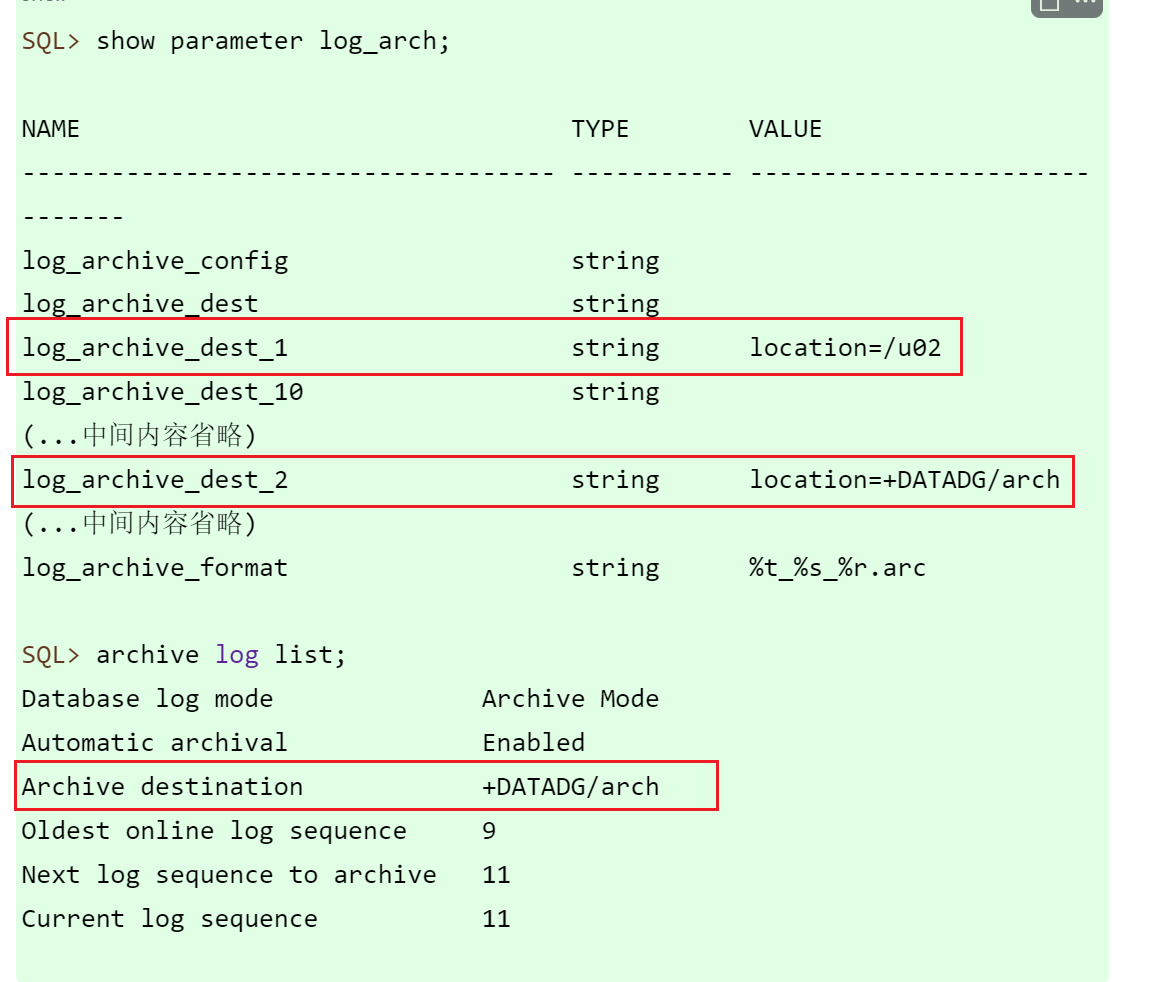 SQL> show parameter log_arch;
NAME TYPE VALUE
------------------------------------ ----------- -----------------------
-------
log_archive_config string
log_archive_dest string
log_archive_dest_1 string location=/u02
log_archive_dest_10 string
(...中间内容省略)
log_archive_dest_2 string location=+DATADG/arch
(...中间内容省略)
log_archive_format string %t_%s_%r.arc
SQL> archive log list;
Database log mode Archive Mode
Automatic archival Enabled
Archive destination +DATADG/arch
Oldest online log sequence 9
Next log sequence to archive 11
Current log sequence 11